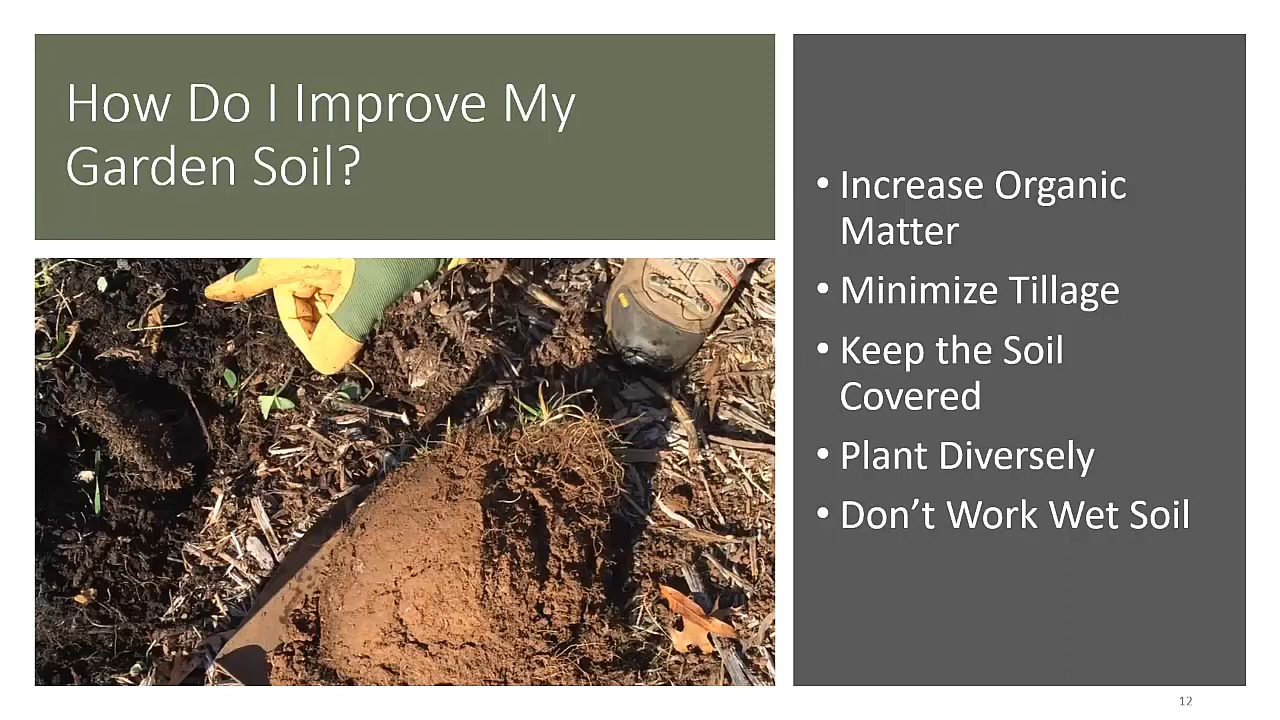 How Do I Improve My
Garden Soil?
• Increase Organic
Matter
• Minimize Tillage
• Keep the Soil
Covered
• Plant Diversely
• Don’t Work Wet Soil
12